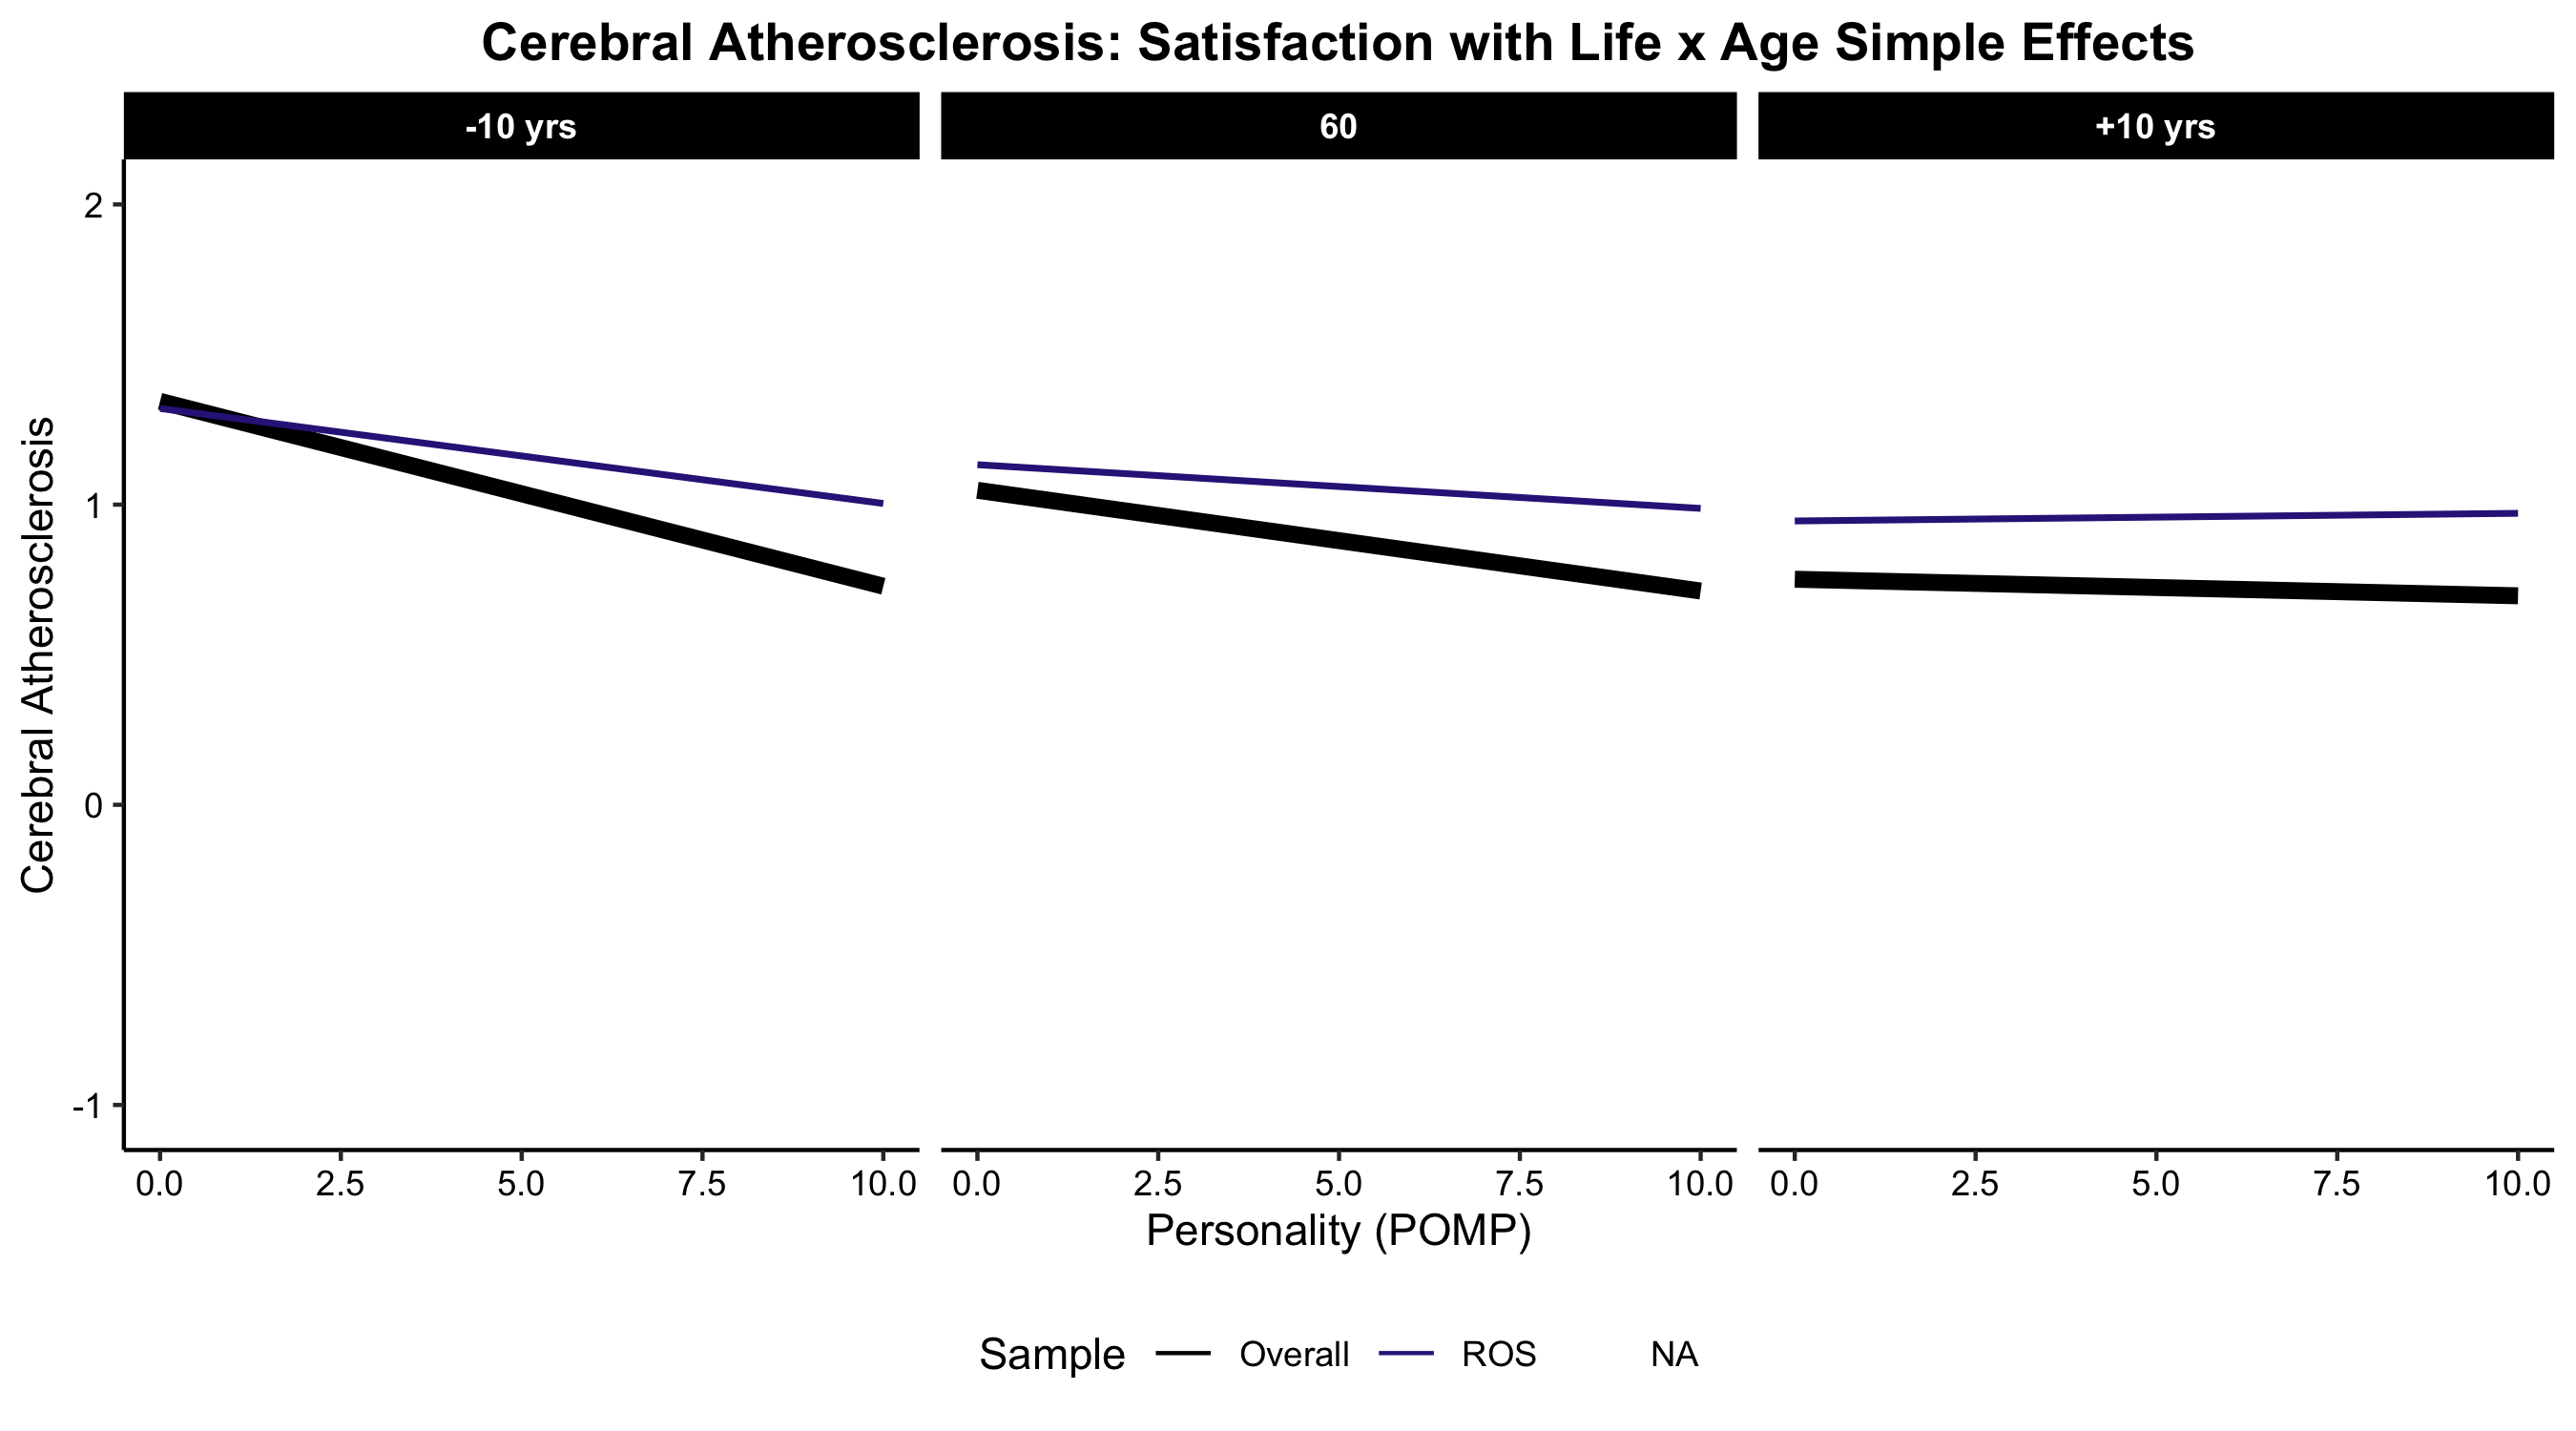 Cerebral Atherosclerosis: Satisfaction with Life x Age Simple Effects
-10 yrs
60
+10 yrs
Cerebral Atherosclerosis
2
1
0
-1
0.0 2.5 5.0 7.5 10.0
0.0 2.5 5.0 7.5 10.0
0.0 2.5 5.0 7.5 10.0
Personality (POMP)
Sample Overall ROS NA